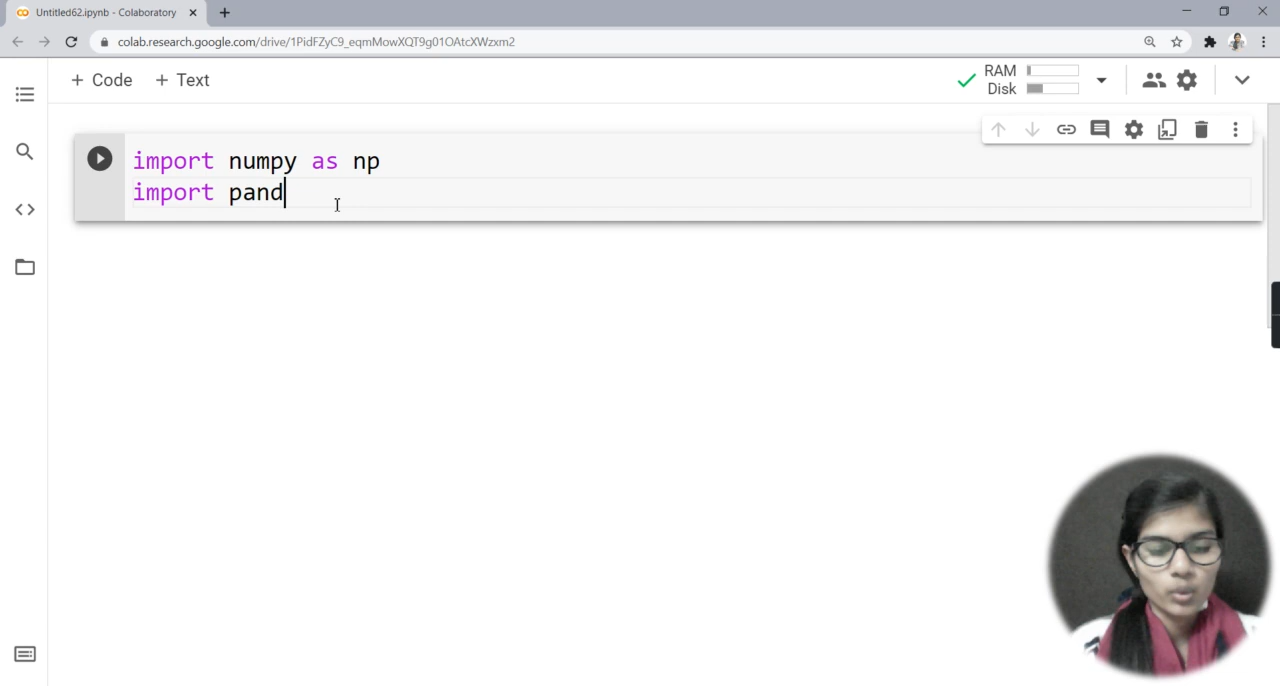 Untitled62.ipynb - Colaboratory
colab.research.google.com/drive/1PidFZyC9_eqmMowXQT9g01OAtcXWzxm2
+ Code + Text
RAM
Disk
import numpy as np
import pand